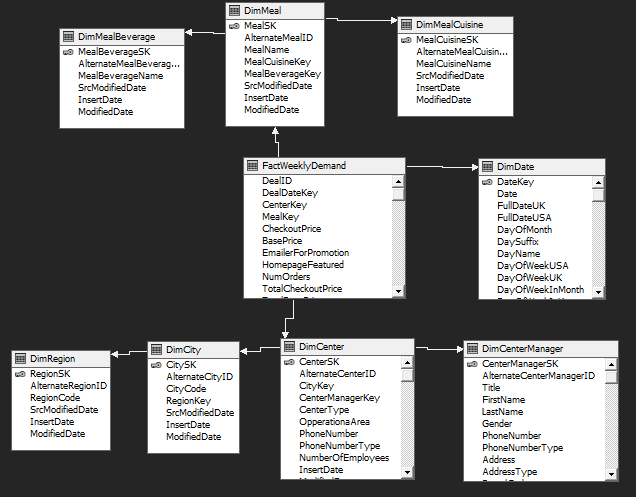 DimMeal
MealSK
AlternateMealID
MealName
MealCuisineKey
MealBeverageKey
SrcModifiedDate
InsertDate
ModifiedDate
DimMealBeverage
MealBeverageSK
AlternateMealBeverag...
MealBeverageName
SrcModifiedDate
InsertDate
ModifiedDate
DimMealCuisine
MealCuisineSK
AlternateMealCuisin...
MealCuisineName
SrcModifiedDate
InsertDate
ModifiedDate
FactWeeklyDemand
DealID
DealDateKey
CenterKey
MealKey
CheckoutPrice
BasePrice
EmailerForPromotion
HomepageFeatured
NumOrders
TotalCheckoutPrice
DimDate
DateKey
Date
FullDateUK
FullDateUSA
DayOfMonth
DaySuffix
DayName
DayOfWeekUSA
DayOfWeekUK
DayOfWeekInMonth
DimRegion
RegionSK
AlternateRegionID
RegionCode
SrcModifiedDate
InsertDate
ModifiedDate
DimCity
CitySK
AlternateCityID
CityCode
RegionKey
SrcModifiedDate
InsertDate
ModifiedDate
DimCenter
CenterSK
AlternateCenterID
CityKey
CenterManagerKey
CenterType
OpperationaArea
PhoneNumber
PhoneNumberType
NumberOfEmployees
InsertDate
DimCenterManager
CenterManagerSK
AlternateCenterManagerID
Title
FirstName
LastName
Gender
PhoneNumber
PhoneNumberType
Address
AddressType